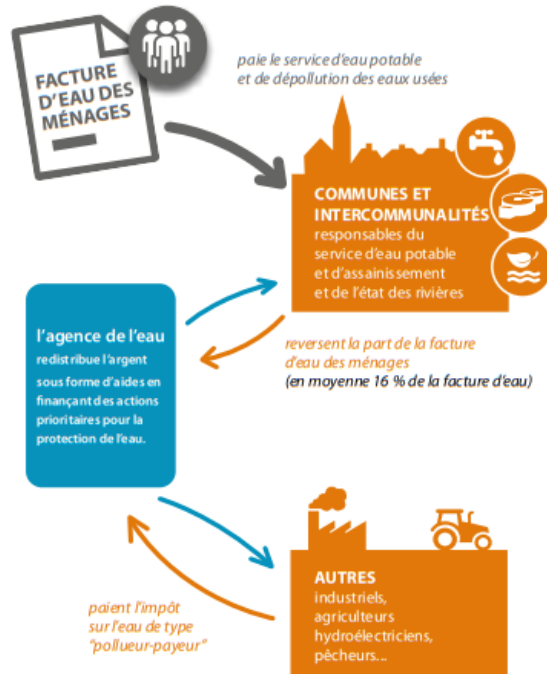 FACTURE
D'EAU DES
MÉNAGES
paie le service d'eau potable
et de dépollution des eaux usées
COMMUNES ET
INTERCOMMUNALITÉS
responsables du
service d'eau potable
et d'assainissement
et de l'état des rivières
l'agence de l'eau
redistribue l'argent
sous forme d'aides en
finançant des actions
prioritaires pour la
protection de l'eau.
reversent la part de la facture
d'eau des ménages
(en moyenne 16 % de la facture d'eau)
AUTRES
industriels,
agriculteurs
hydroélectriciens,
pêcheurs...
paient l'impôt
sur l'eau de type
"pollueur-payeur"